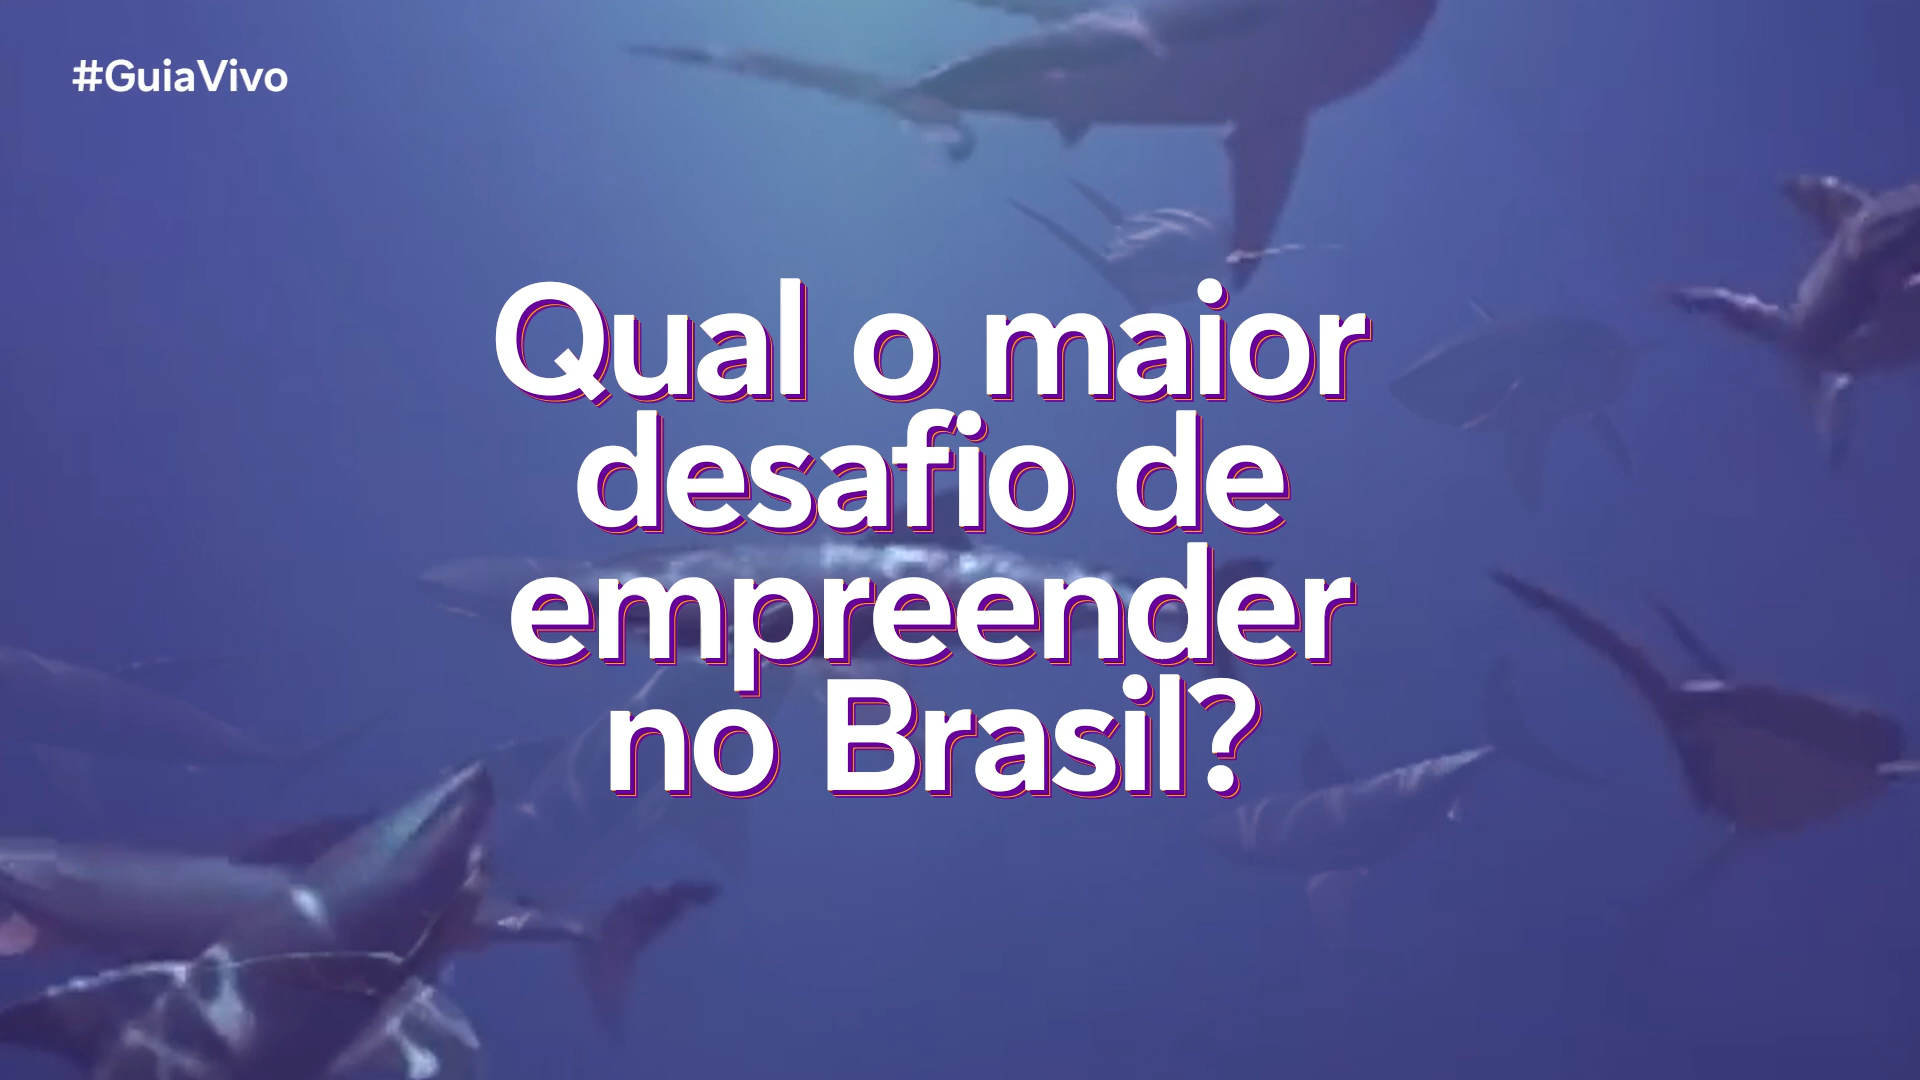 #GuiaVivo
Qual o maior
desafio de
empreender
no Brasil?